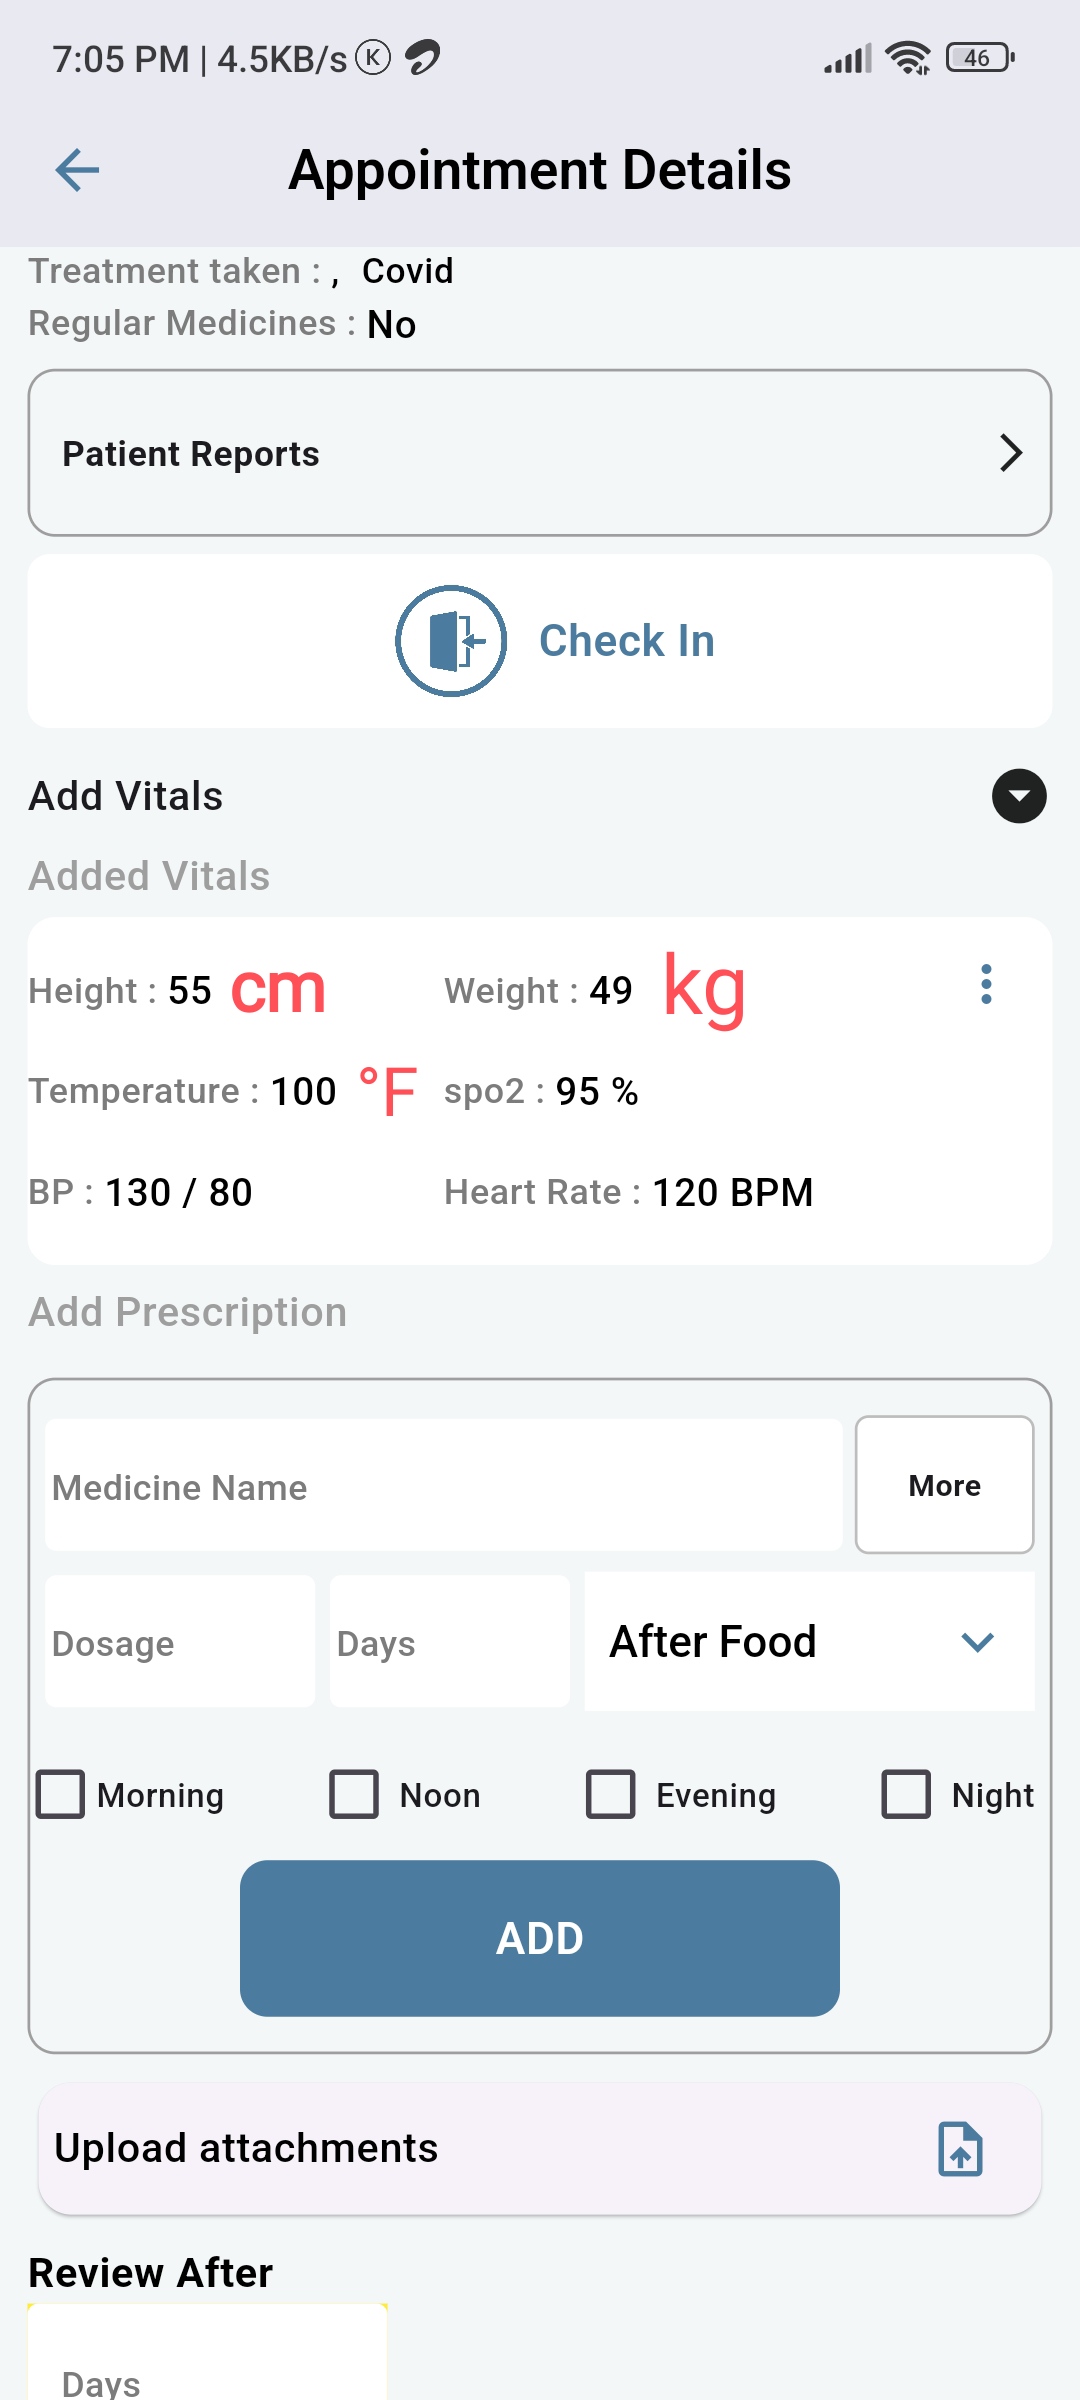 7:05 PM | 4.5KB/s K 46
Appointment Details
Treatment taken : , Covid
Regular Medicines : No
Patient Reports
Check In
Add Vitals
Added Vitals
Height : 55 cm Weight : 49 kg
Temperature : 100 °F spo2 : 95 %
BP : 130 / 80 Heart Rate : 120 BPM
Add Prescription
Medicine Name More
Dosage Days After Food
Morning Noon Evening Night
ADD
Upload attachments
Review After
Days